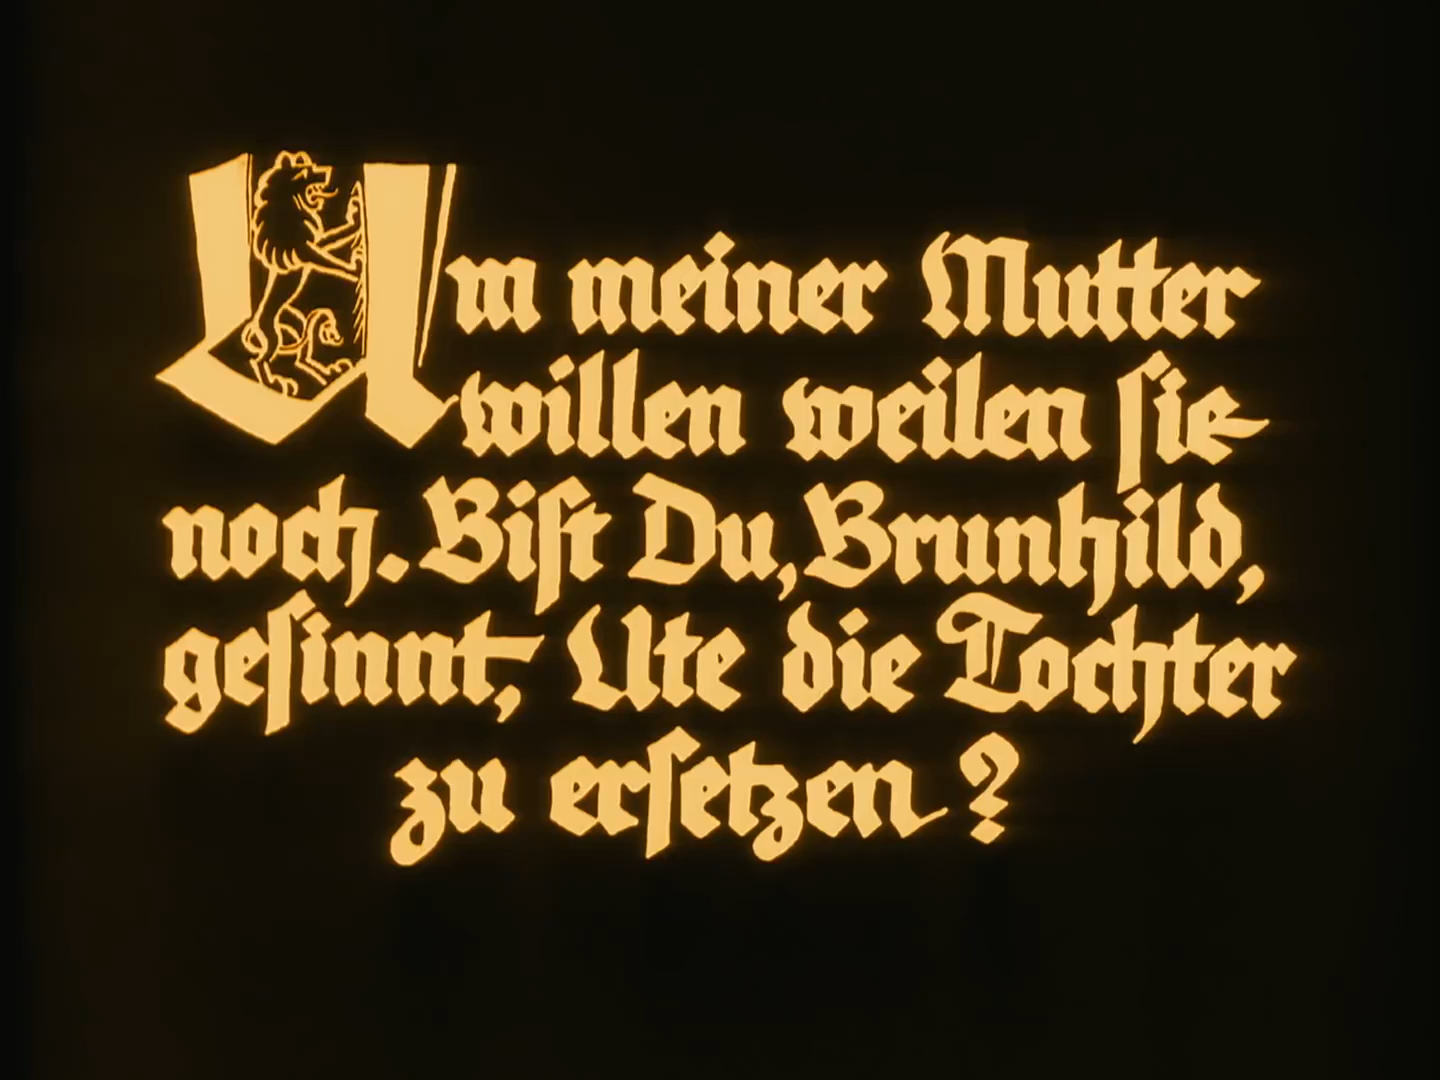 Um meiner Mutter
willen weilen sie
noch. Bist Du, Brunhild,
gesinnt, Ute die Tochter
zu ersetzen?